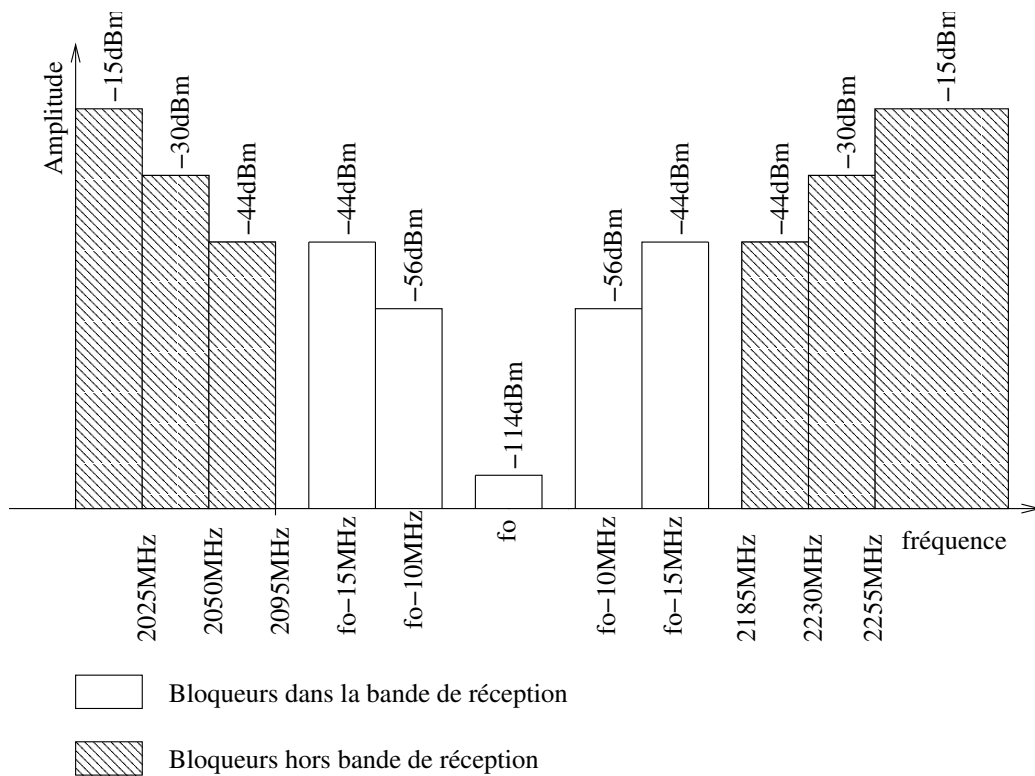 Amplitude
−15dBm
−30dBm
−44dBm
−44dBm
−56dBm
−114dBm
−56dBm
−44dBm
−44dBm
−30dBm
−15dBm
2025MHz
2050MHz
2095MHz
fo−15MHz
fo−10MHz
fo
fo−10MHz
fo−15MHz
2185MHz
2230MHz
2255MHz
fréquence
Bloqueurs dans la bande de réception
Bloqueurs hors bande de réception